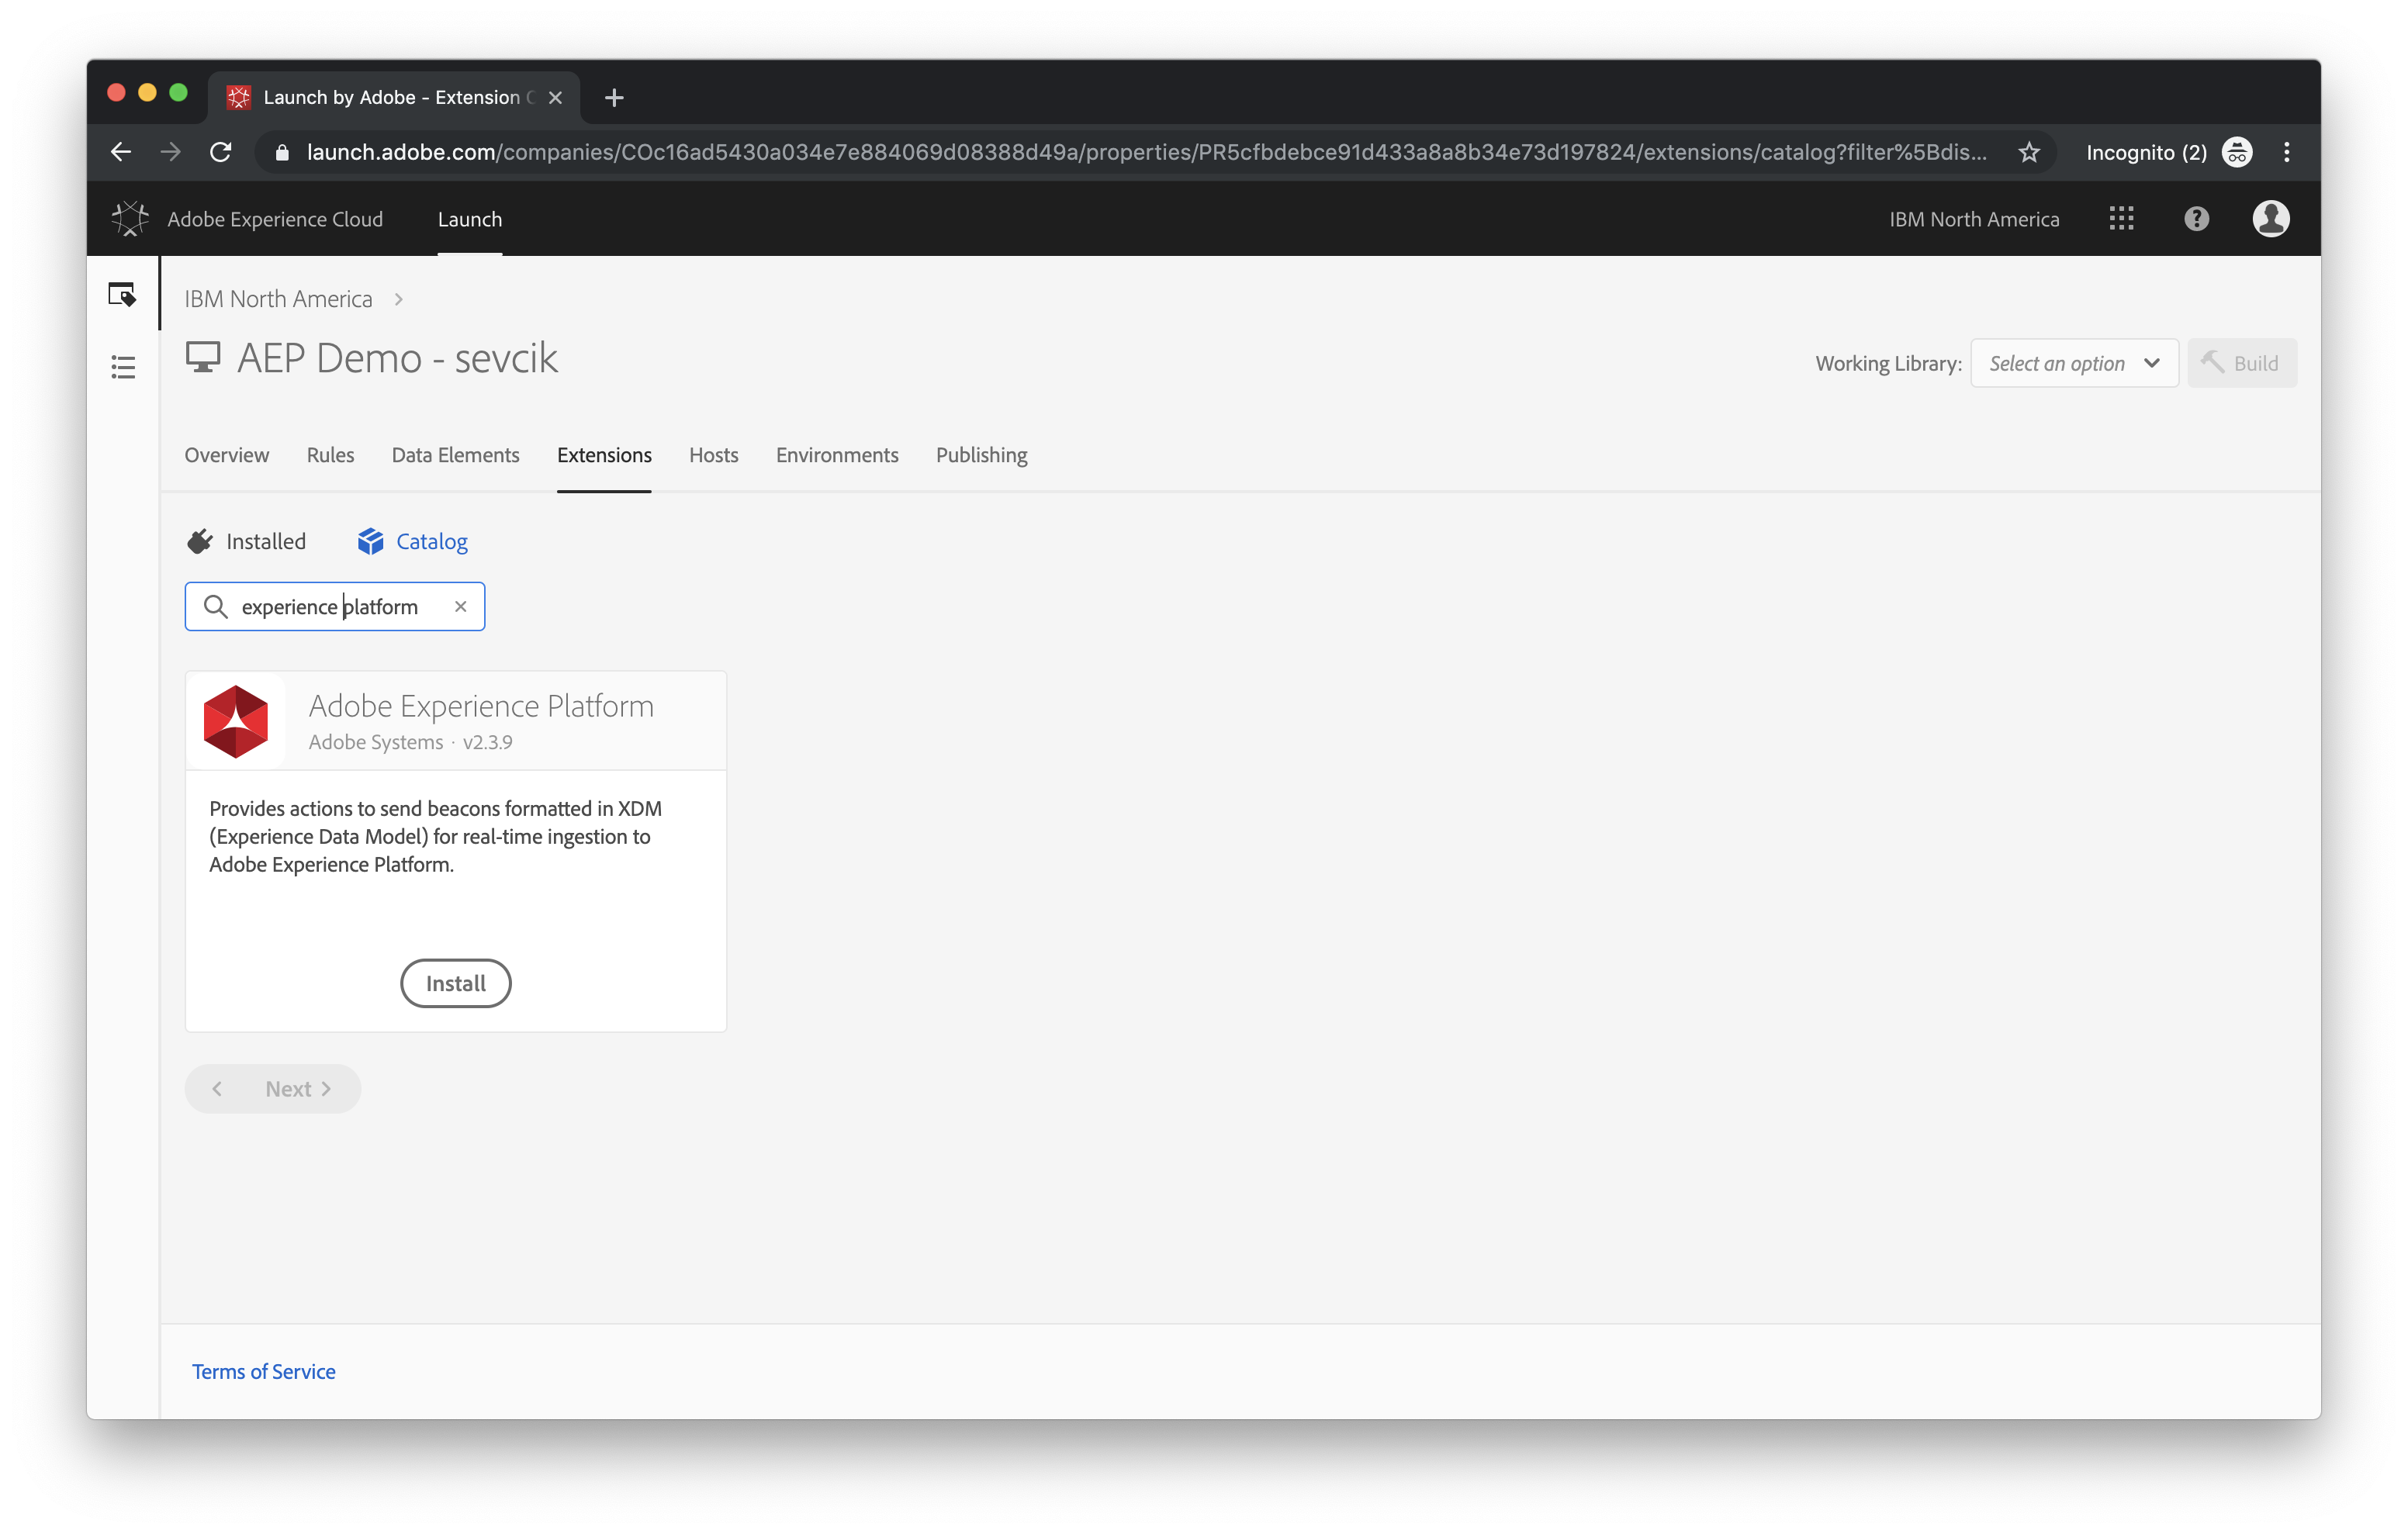 Launch by Adobe - Extension C
launch.adobe.com/companies/COc16ad5430a034e7e884069d08388d49a/properties/PR5cfbdebce91d433a8a8b34e73d197824/extensions/catalog?filter%5Bdis...
Incognito (2)
Adobe Experience Cloud
Launch
IBM North America
IBM North America
AEP Demo - sevcik
Working Library:
Select an option
Build
Overview
Rules
Data Elements
Extensions
Hosts
Environments
Publishing
Installed
Catalog
experience platform
Adobe Experience Platform
Adobe Systems · v2.3.9
Provides actions to send beacons formatted in XDM
(Experience Data Model) for real-time ingestion to
Adobe Experience Platform.
Install
Next
Terms of Service